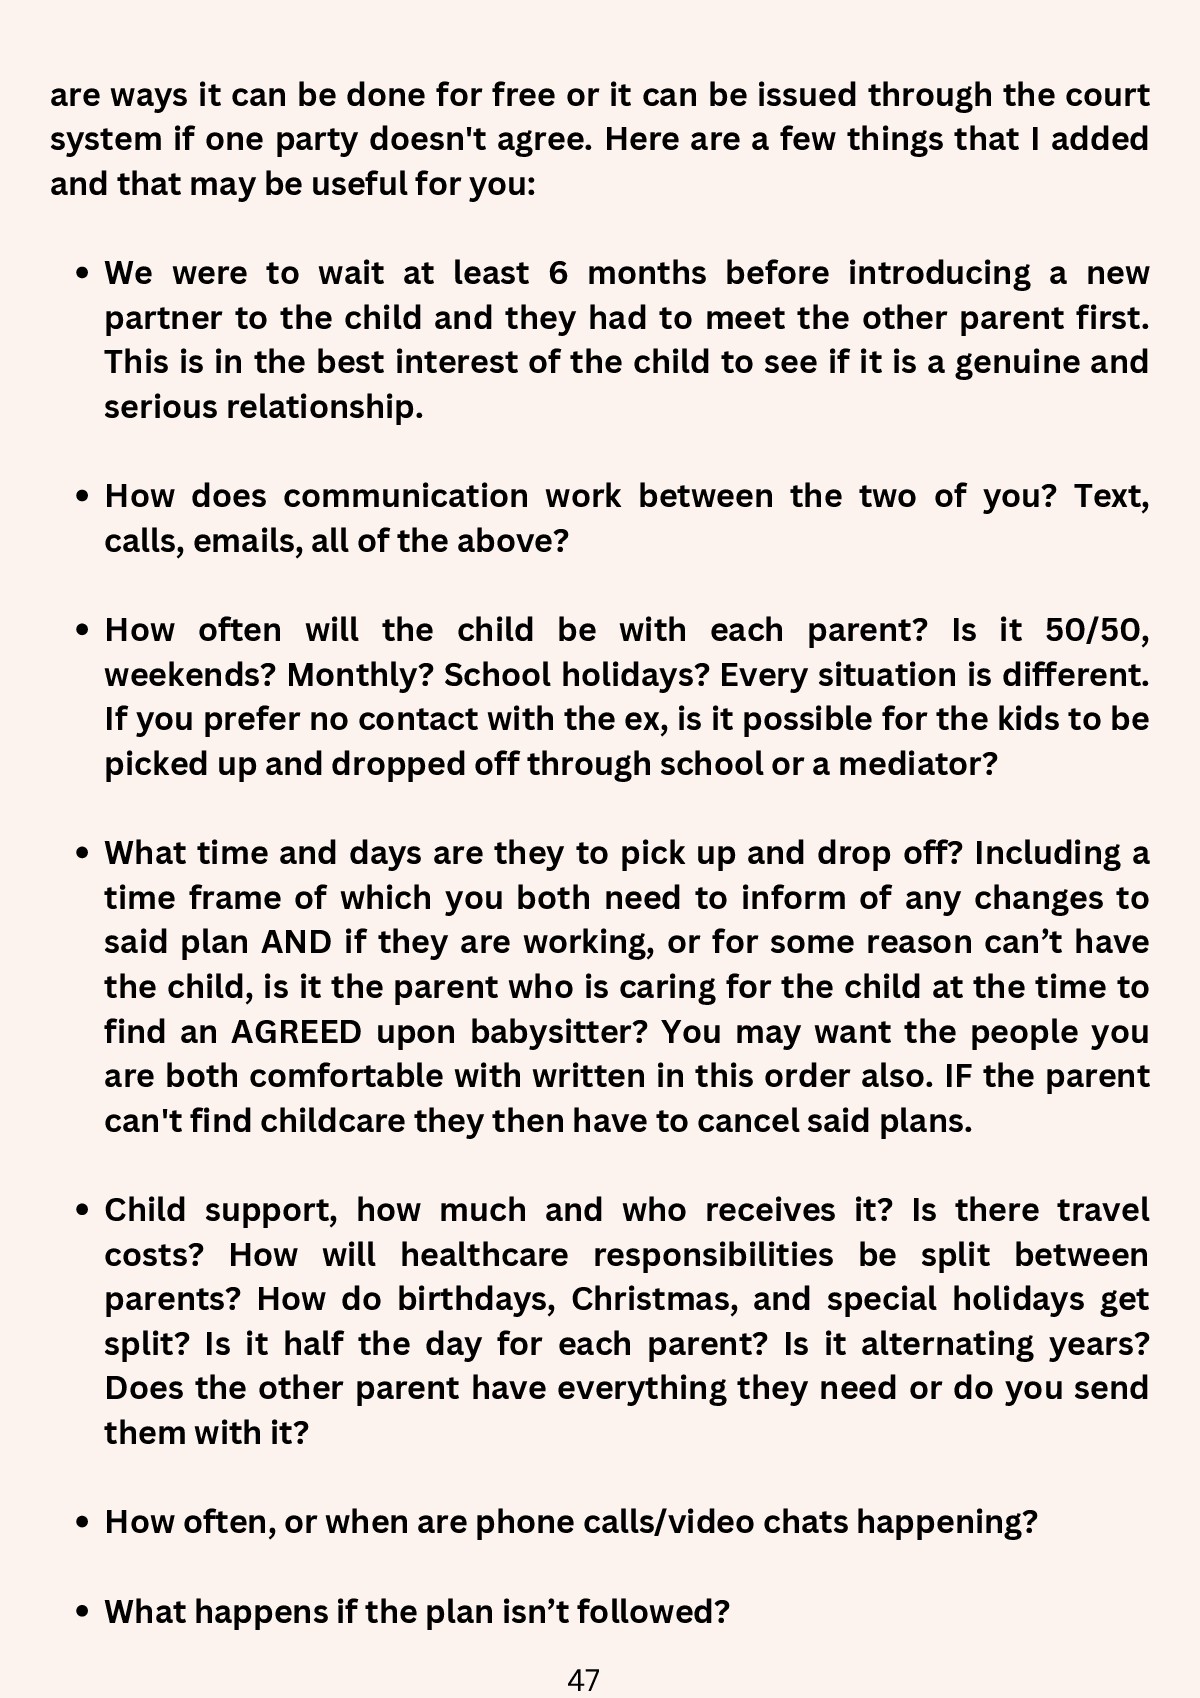 are ways it can be done for free or it can be issued through the court
system if one party doesn't agree. Here are a few things that I added
and that may be useful for you:
• We were to wait at least 6 months before introducing a new
partner to the child and they had to meet the other parent first.
This is in the best interest of the child to see if it is a genuine and
serious relationship.
• How does communication work between the two of you? Text,
calls, emails, all of the above?
• How often will the child be with each parent? Is it 50/50,
weekends? Monthly? School holidays? Every situation is different.
If you prefer no contact with the ex, is it possible for the kids to be
picked up and dropped off through school or a mediator?
• What time and days are they to pick up and drop off? Including a
time frame of which you both need to inform of any changes to
said plan AND if they are working, or for some reason can’t have
the child, is it the parent who is caring for the child at the time to
find an AGREED upon babysitter? You may want the people you
are both comfortable with written in this order also. IF the parent
can't find childcare they then have to cancel said plans.
• Child support, how much and who receives it? Is there travel
costs? How will healthcare responsibilities be split between
parents? How do birthdays, Christmas, and special holidays get
split? Is it half the day for each parent? Is it alternating years?
Does the other parent have everything they need or do you send
them with it?
• How often, or when are phone calls/video chats happening?
• What happens if the plan isn’t followed?
47